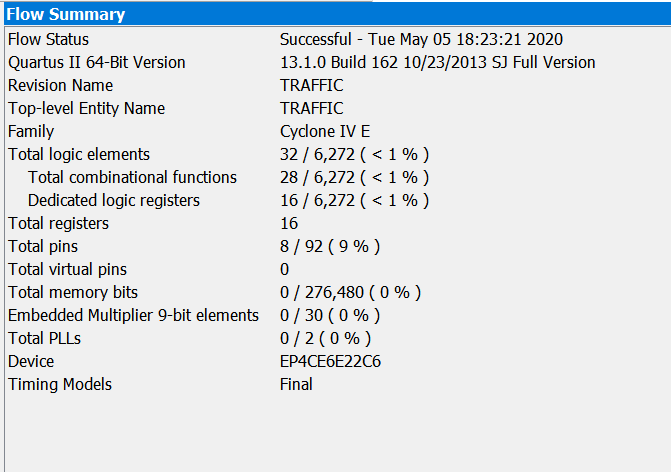 Flow Summary
Flow Status Successful - Tue May 05 18:23:21 2020
Quartus II 64-Bit Version 13.1.0 Build 162 10/23/2013 SJ Full Version
Revision Name TRAFFIC
Top-level Entity Name TRAFFIC
Family Cyclone IV E
Total logic elements 32 / 6,272 ( < 1 % )
Total combinational functions 28 / 6,272 ( < 1 % )
Dedicated logic registers 16 / 6,272 ( < 1 % )
Total registers 16
Total pins 8 / 92 ( 9 % )
Total virtual pins 0
Total memory bits 0 / 276,480 ( 0 % )
Embedded Multiplier 9-bit elements 0 / 30 ( 0 % )
Total PLLs 0 / 2 ( 0 % )
Device EP4CE6E22C6
Timing Models Final